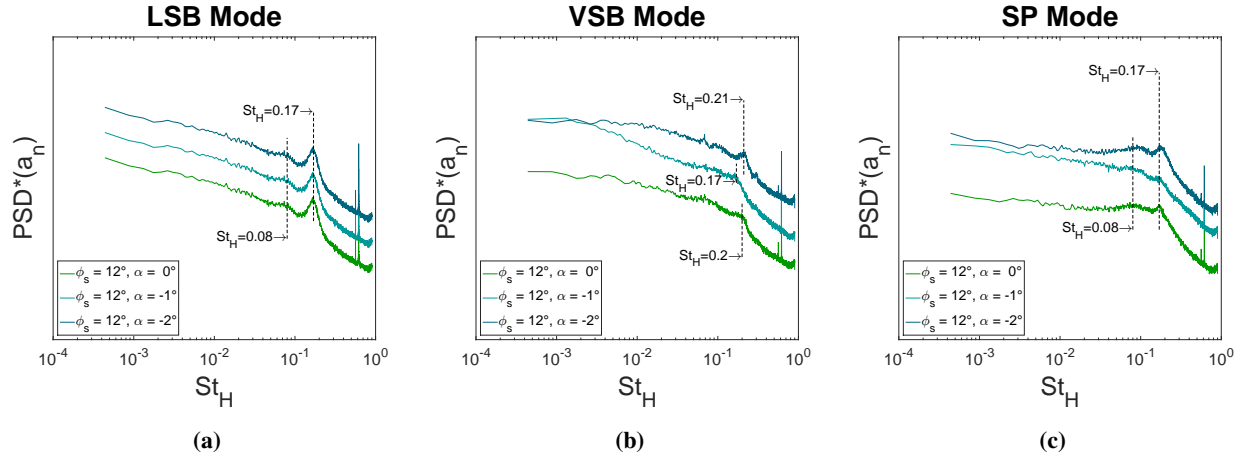 LSB Mode
PSD*(a_n)
St_H=0.17→
St_H=0.08→
ϕ_s = 12°, α = 0°
ϕ_s = 12°, α = -1°
ϕ_s = 12°, α = -2°
10^-4 10^-3 10^-2 10^-1 10^0
St_H
(a)
VSB Mode
PSD*(a_n)
St_H=0.21→
St_H=0.17→
St_H=0.2→
ϕ_s = 12°, α = 0°
ϕ_s = 12°, α = -1°
ϕ_s = 12°, α = -2°
10^-4 10^-3 10^-2 10^-1 10^0
St_H
(b)
SP Mode
PSD*(a_n)
St_H=0.17→
St_H=0.08→
ϕ_s = 12°, α = 0°
ϕ_s = 12°, α = -1°
ϕ_s = 12°, α = -2°
10^-4 10^-3 10^-2 10^-1 10^0
St_H
(c)